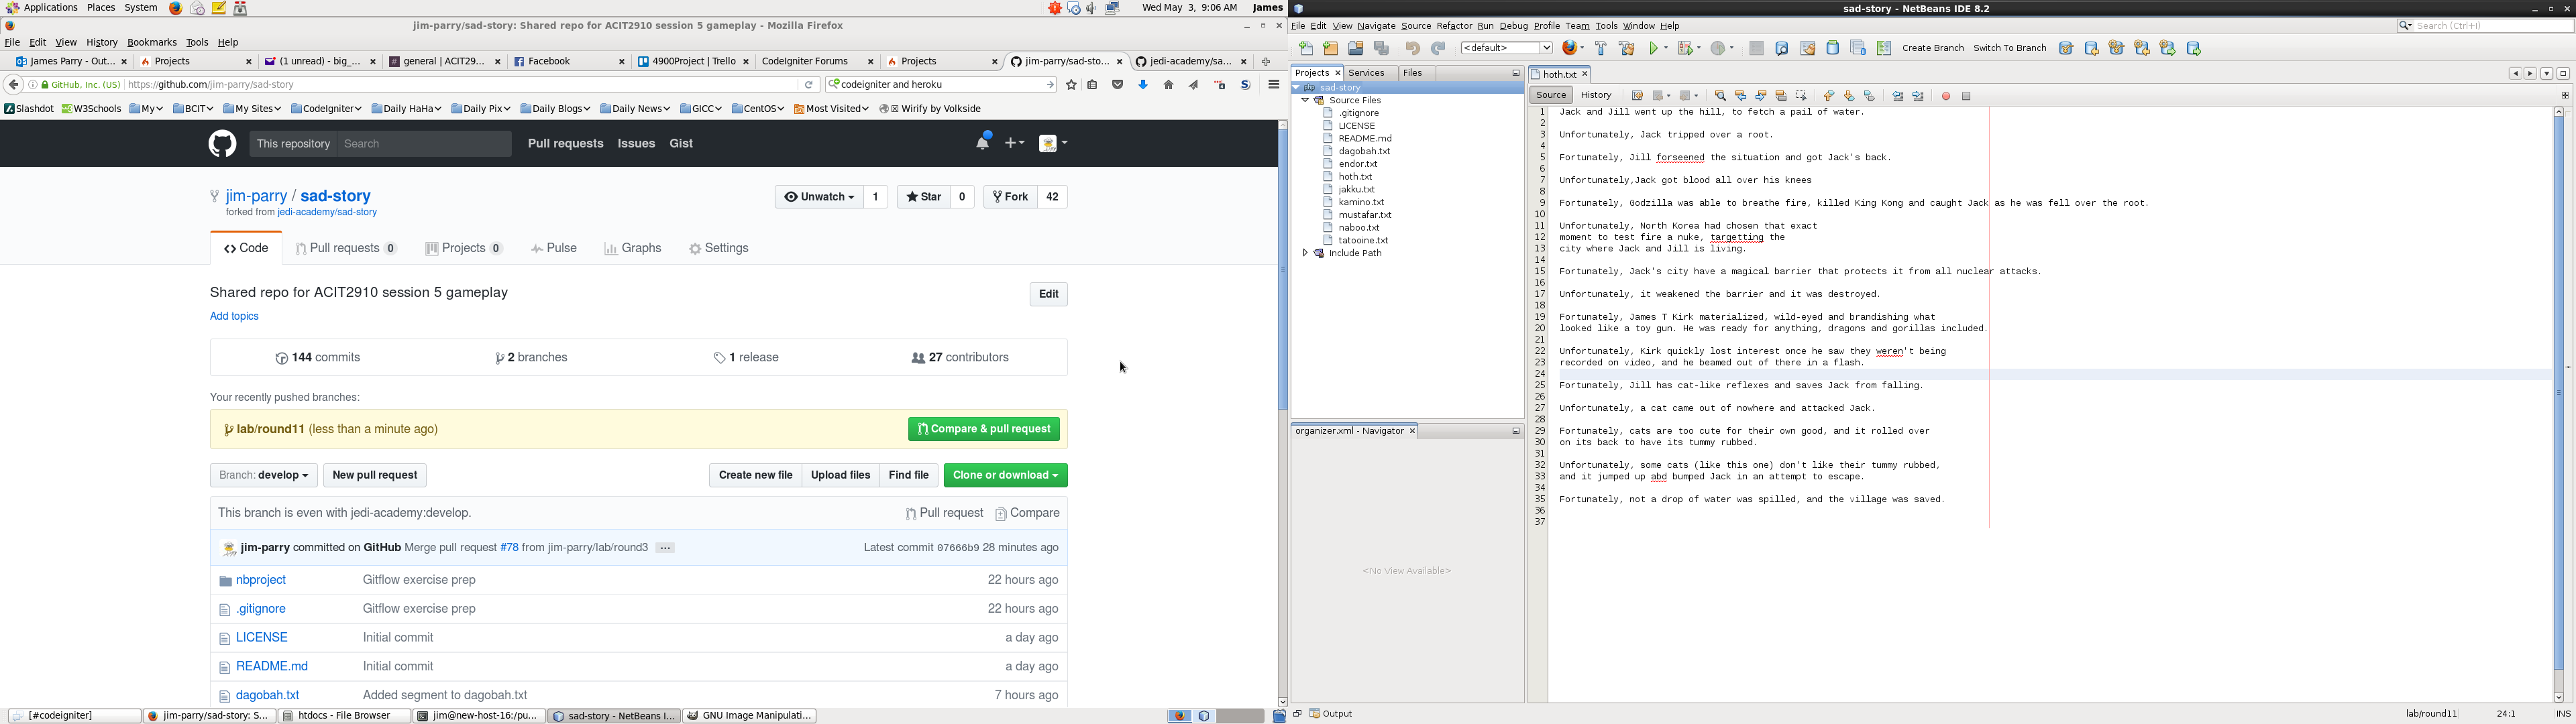 Applications Places System
Wed May 3, 9:06 AM James
jim-parry/sad-story: Shared repo for ACIT2910 session 5 gameplay - Mozilla Firefox
File Edit View History Bookmarks Tools Help
James Parry - Out... Projects (1 unread) - big_... general | ACIT29... Facebook 4900Project | Trello CodeIgniter Forums Projects jim-parry/sad-sto... jedi-academy/sa...
GitHub, Inc. (US) https://github.com/jim-parry/sad-story codeigniter and heroku
Slashdot W3Schools My BCIT My Sites CodeIgniter Daily HaHa Daily Pix Daily Blogs Daily News GICC CentOS Most Visited Wirify by Volkside
This repository Search Pull requests Issues Gist
jim-parry / sad-story
forked from jedi-academy/sad-story
Unwatch 1 Star 0 Fork 42
Code Pull requests 0 Projects 0 Pulse Graphs Settings
Shared repo for ACIT2910 session 5 gameplay Edit
Add topics
144 commits 2 branches 1 release 27 contributors
Your recently pushed branches:
lab/round11 (less than a minute ago) Compare & pull request
Branch: develop New pull request Create new file Upload files Find file Clone or download
This branch is even with jedi-academy:develop. Pull request Compare
jim-parry committed on GitHub Merge pull request #78 from jim-parry/lab/round3 ... Latest commit 07666b9 28 minutes ago
nbproject Gitflow exercise prep 22 hours ago
.gitignore Gitflow exercise prep 22 hours ago
LICENSE Initial commit a day ago
README.md Initial commit a day ago
dagobah.txt Added segment to dagobah.txt 7 hours ago
[#codeigniter] jim-parry/sad-story: S... htdocs - File Browser jim@new-host-16:/pu... sad-story - NetBeans I... GNU Image Manipulati...
sad-story - NetBeans IDE 8.2
File Edit View Navigate Source Refactor Run Debug Profile Team Tools Window Help
Search (Ctrl+I)
<default> Create Branch Switch To Branch
Projects Services Files
sad-story
Source Files
.gitignore
LICENSE
README.md
dagobah.txt
endor.txt
hoth.txt
jakku.txt
kamino.txt
mustafar.txt
naboo.txt
tatooine.txt
Include Path
organizer.xml - Navigator
<No View Available>
hoth.txt
Source History
1 Jack and Jill went up the hill, to fetch a pail of water.
2
3 Unfortunately, Jack tripped over a root.
4
5 Fortunately, Jill forseened the situation and got Jack's back.
6
7 Unfortunately,Jack got blood all over his knees
8
9 Fortunately, Godzilla was able to breathe fire, killed King Kong and caught Jack as he was fell over the root.
10
11 Unfortunately, North Korea had chosen that exact
12 moment to test fire a nuke, targetting the
13 city where Jack and Jill is living.
14
15 Fortunately, Jack's city have a magical barrier that protects it from all nuclear attacks.
16
17 Unfortunately, it weakened the barrier and it was destroyed.
18
19 Fortunately, James T Kirk materialized, wild-eyed and brandishing what
20 looked like a toy gun. He was ready for anything, dragons and gorillas included.
21
22 Unfortunately, Kirk quickly lost interest once he saw they weren't being
23 recorded on video, and he beamed out of there in a flash.
24
25 Fortunately, Jill has cat-like reflexes and saves Jack from falling.
26
27 Unfortunately, a cat came out of nowhere and attacked Jack.
28
29 Fortunately, cats are too cute for their own good, and it rolled over
30 on its back to have its tummy rubbed.
31
32 Unfortunately, some cats (like this one) don't like their tummy rubbed,
33 and it jumped up abd bumped Jack in an attempt to escape.
34
35 Fortunately, not a drop of water was spilled, and the village was saved.
36
37
Output lab/round11 24:1 INS